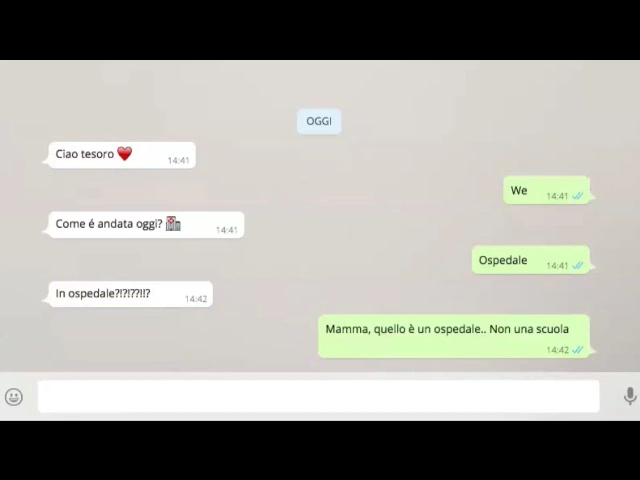 OGGI
Ciao tesoro ❤️
14:41
We
14:41
Come é andata oggi? 🏥
14:41
Ospedale
14:41
In ospedale?!?!??!!?
14:42
Mamma, quello è un ospedale.. Non una scuola
14:42